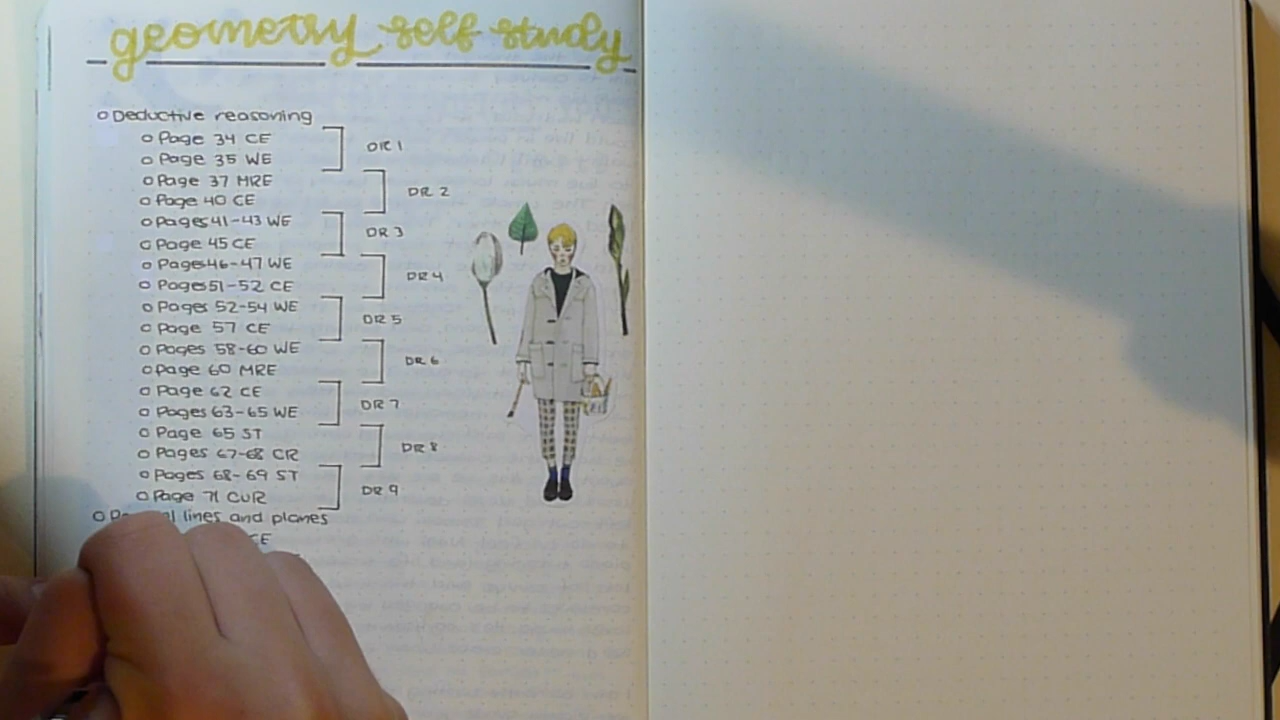 geometry self study
Deductive reasoning
Page 34 CE
Page 35 WE
DR 1
Page 37 MRE
Page 40 CE
DR 2
Pages 41-43 WE
Page 45 CE
DR 3
Pages 46-47 WE
Pages 51-52 CE
DR 4
Pages 52-54 WE
Page 57 CE
DR 5
Pages 58-60 WE
Page 60 MRE
DR 6
Page 62 CE
Pages 63-65 WE
DR 7
Page 65 ST
Pages 67-68 CR
DR 8
Pages 68-69 ST
Page 71 CUR
DR 9
lines and planes
CE